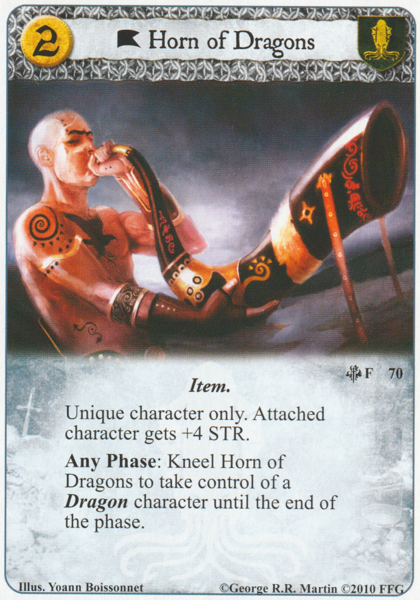 2
Horn of Dragons
F 70
Item.
Unique character only. Attached
character gets +4 STR.
Any Phase: Kneel Horn of
Dragons to take control of a
Dragon character until the end of
the phase.
Illus. Yoann Boissonnet ©George R.R. Martin ©2010 FFG